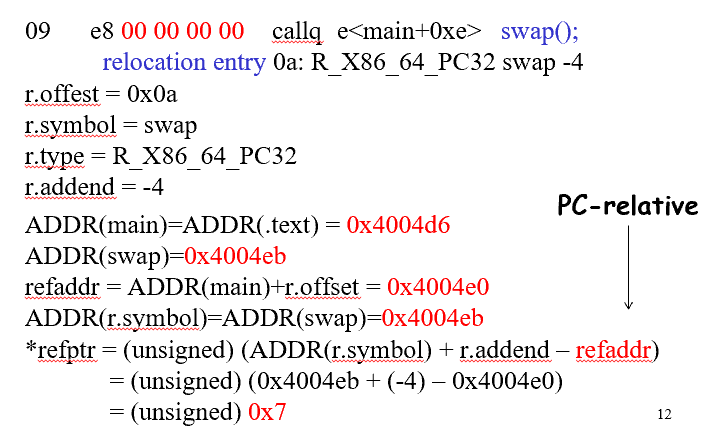 09 e8 00 00 00 00 callq e<main+0xe> swap();
relocation entry 0a: R_X86_64_PC32 swap -4
r.offest = 0x0a
r.symbol = swap
r.type = R_X86_64_PC32
r.addend = -4
PC-relative
ADDR(main)=ADDR(.text) = 0x4004d6
ADDR(swap)=0x4004eb
refaddr = ADDR(main)+r.offset = 0x4004e0
ADDR(r.symbol)=ADDR(swap)=0x4004eb
*refptr = (unsigned) (ADDR(r.symbol) + r.addend – refaddr)
= (unsigned) (0x4004eb + (-4) – 0x4004e0)
= (unsigned) 0x7
12